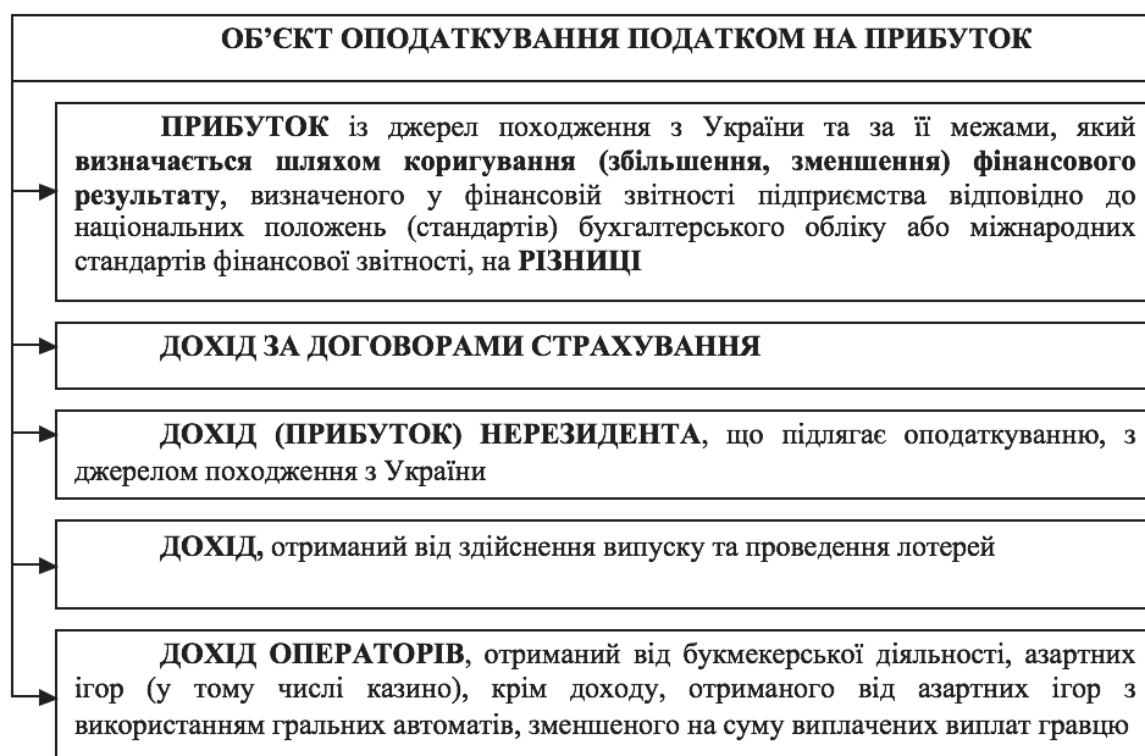 ОБ’ЄКТ ОПОДАТКУВАННЯ ПОДАТКОМ НА ПРИБУТОК
ПРИБУТОК із джерел походження з України та за її межами, який
визначається шляхом коригування (збільшення, зменшення) фінансового
результату, визначеного у фінансовій звітності підприємства відповідно до
національних положень (стандартів) бухгалтерського обліку або міжнародних
стандартів фінансової звітності, на РІЗНИЦІ
ДОХІД ЗА ДОГОВОРАМИ СТРАХУВАННЯ
ДОХІД (ПРИБУТОК) НЕРЕЗИДЕНТА, що підлягає оподаткуванню, з
джерелом походження з України
ДОХІД, отриманий від здійснення випуску та проведення лотерей
ДОХІД ОПЕРАТОРІВ, отриманий від букмекерської діяльності, азартних
ігор (у тому числі казино), крім доходу, отриманого від азартних ігор з
використанням гральних автоматів, зменшеного на суму виплачених виплат гравцю